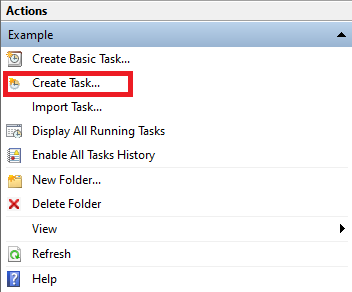 Actions
Example
Create Basic Task...
Create Task...
Import Task...
Display All Running Tasks
Enable All Tasks History
New Folder...
Delete Folder
View
Refresh
Help